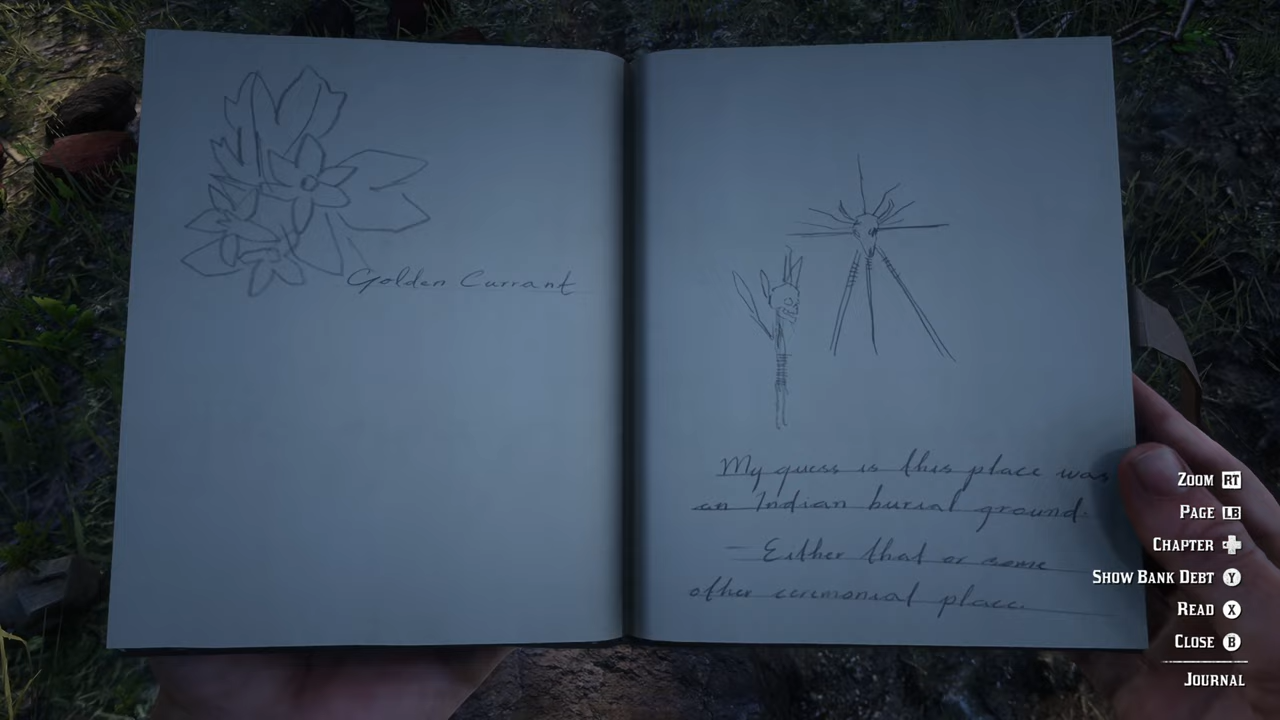 Golden Currant
My guess is this place was
an Indian burial ground.
— Either that or some
other ceremonial place.
ZOOM RT
PAGE LB
CHAPTER
SHOW BANK DEBT Y
READ X
CLOSE B
JOURNAL